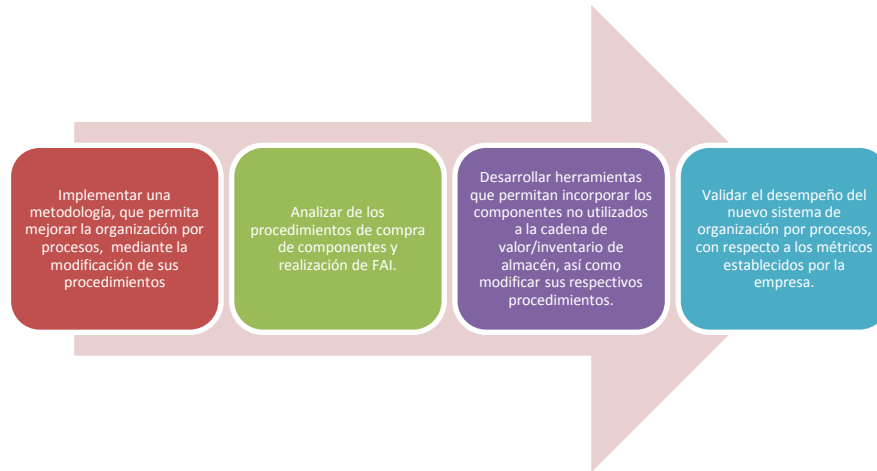 Implementar una
metodología, que permita
mejorar la organización por
procesos, mediante la
modificación de sus
procedimientos
Analizar de los
procedimientos de compra
de componentes y
realización de FAI.
Desarrollar herramientas
que permitan incorporar los
componentes no utilizados
a la cadena de
valor/inventario de
almacén, así como
modificar sus respectivos
procedimientos.
Validar el desempeño del
nuevo sistema de
organización por procesos,
con respecto a los métricos
establecidos por la
empresa.